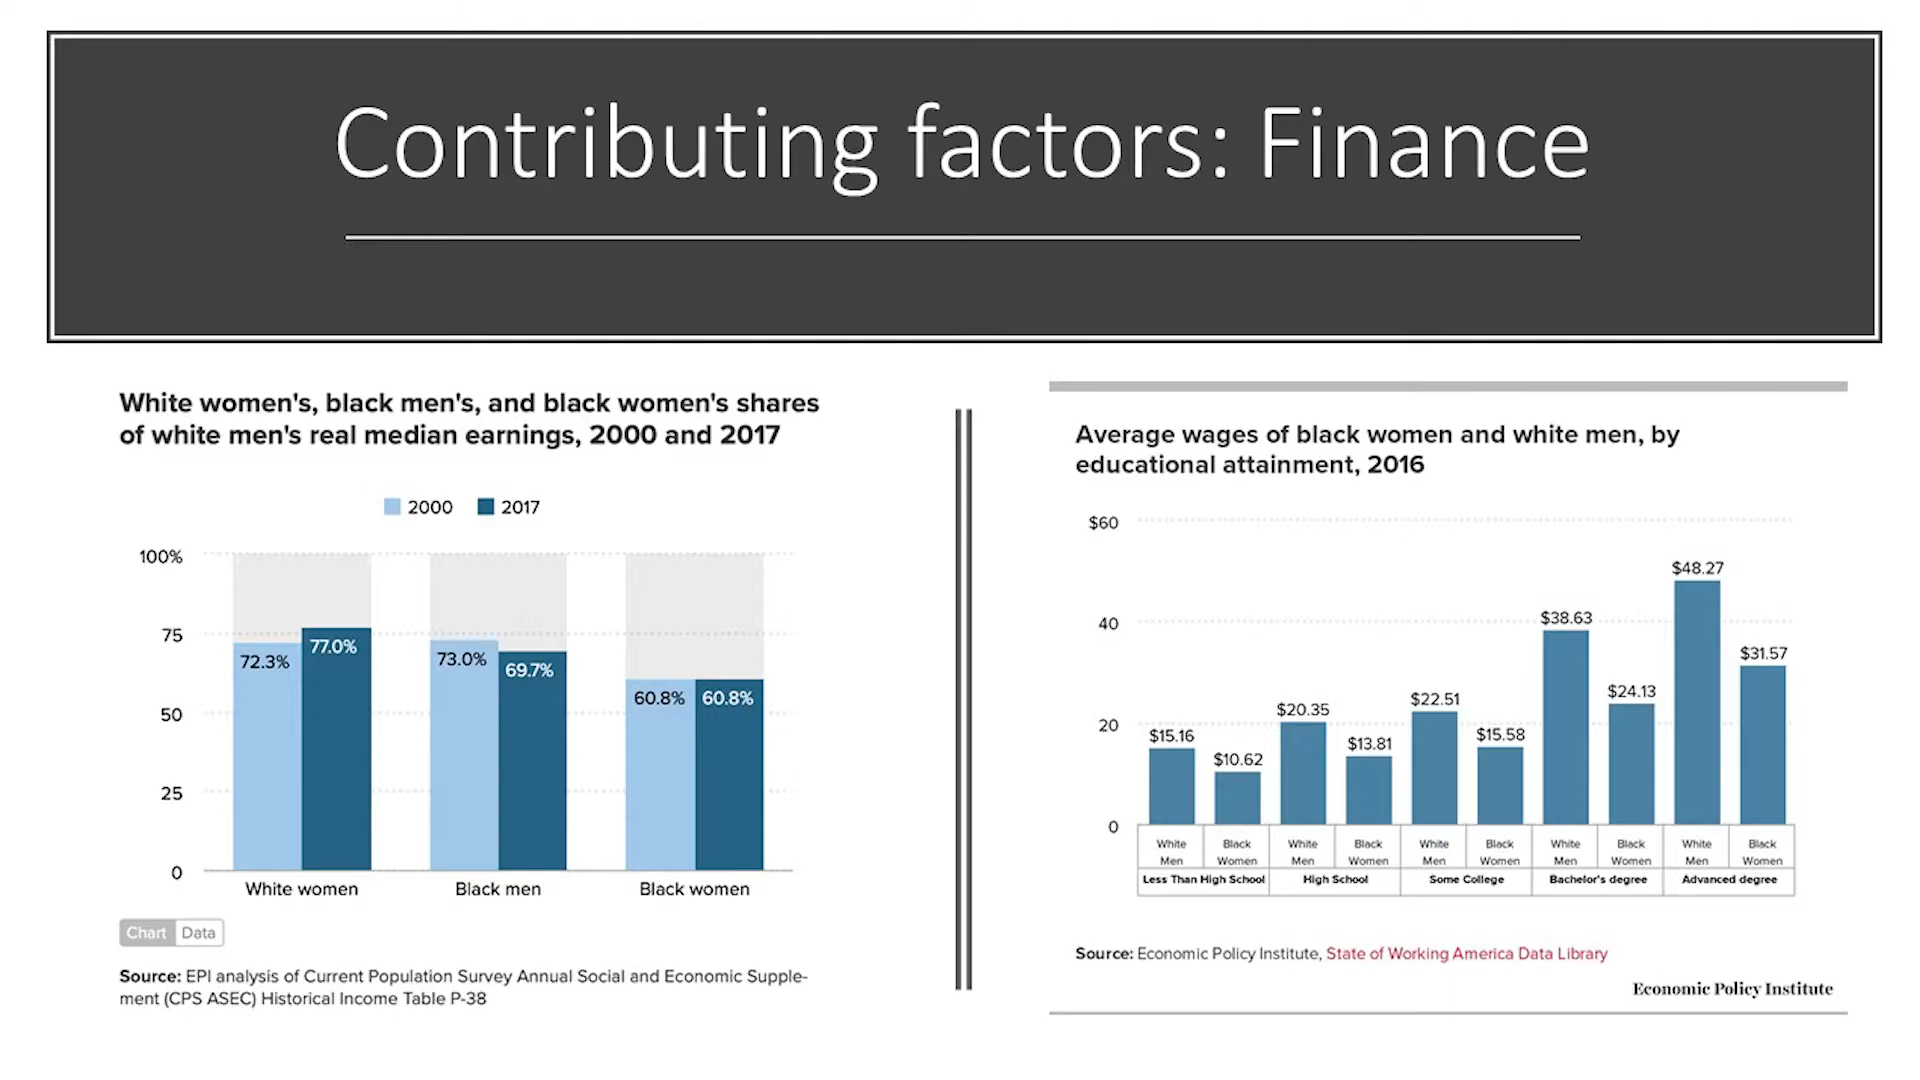 Contributing factors: Finance
White women's, black men's, and black women's shares
of white men's real median earnings, 2000 and 2017
2000 2017
100%
75
50
25
0
72.3%
77.0%
73.0%
69.7%
60.8%
60.8%
White women
Black men
Black women
Chart Data
Source: EPI analysis of Current Population Survey Annual Social and Economic Supple-
ment (CPS ASEC) Historical Income Table P-38
Average wages of black women and white men, by
educational attainment, 2016
$60
40
20
0
$15.16
$10.62
$20.35
$13.81
$22.51
$15.58
$38.63
$24.13
$48.27
$31.57
White Black White Black White Black White Black White Black
Men Women Men Women Men Women Men Women Men Women
Less Than High School High School Some College Bachelor's degree Advanced degree
Source: Economic Policy Institute, State of Working America Data Library
Economic Policy Institute